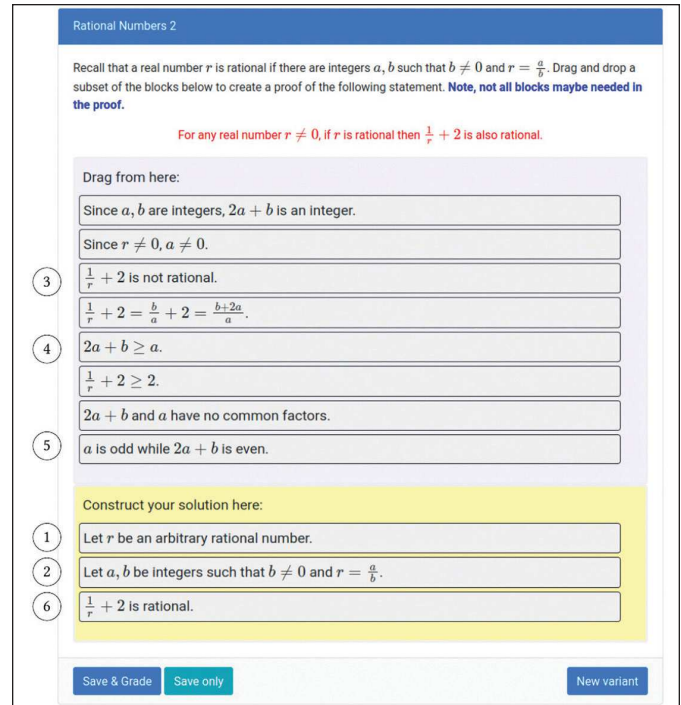 Rational Numbers 2
Recall that a real number r is rational if there are integers a, b such that b ≠ 0 and r = a/b. Drag and drop a
subset of the blocks below to create a proof of the following statement. Note, not all blocks maybe needed in
the proof.
For any real number r ≠ 0, if r is rational then 1/r + 2 is also rational.
Drag from here:
Since a, b are integers, 2a + b is an integer.
Since r ≠ 0, a ≠ 0.
3 1/r + 2 is not rational.
1/r + 2 = b/a + 2 = b+2a/a.
4 2a + b ≥ a.
1/r + 2 ≥ 2.
2a + b and a have no common factors.
5 a is odd while 2a + b is even.
Construct your solution here:
1 Let r be an arbitrary rational number.
2 Let a, b be integers such that b ≠ 0 and r = a/b.
6 1/r + 2 is rational.
Save & Grade Save only New variant